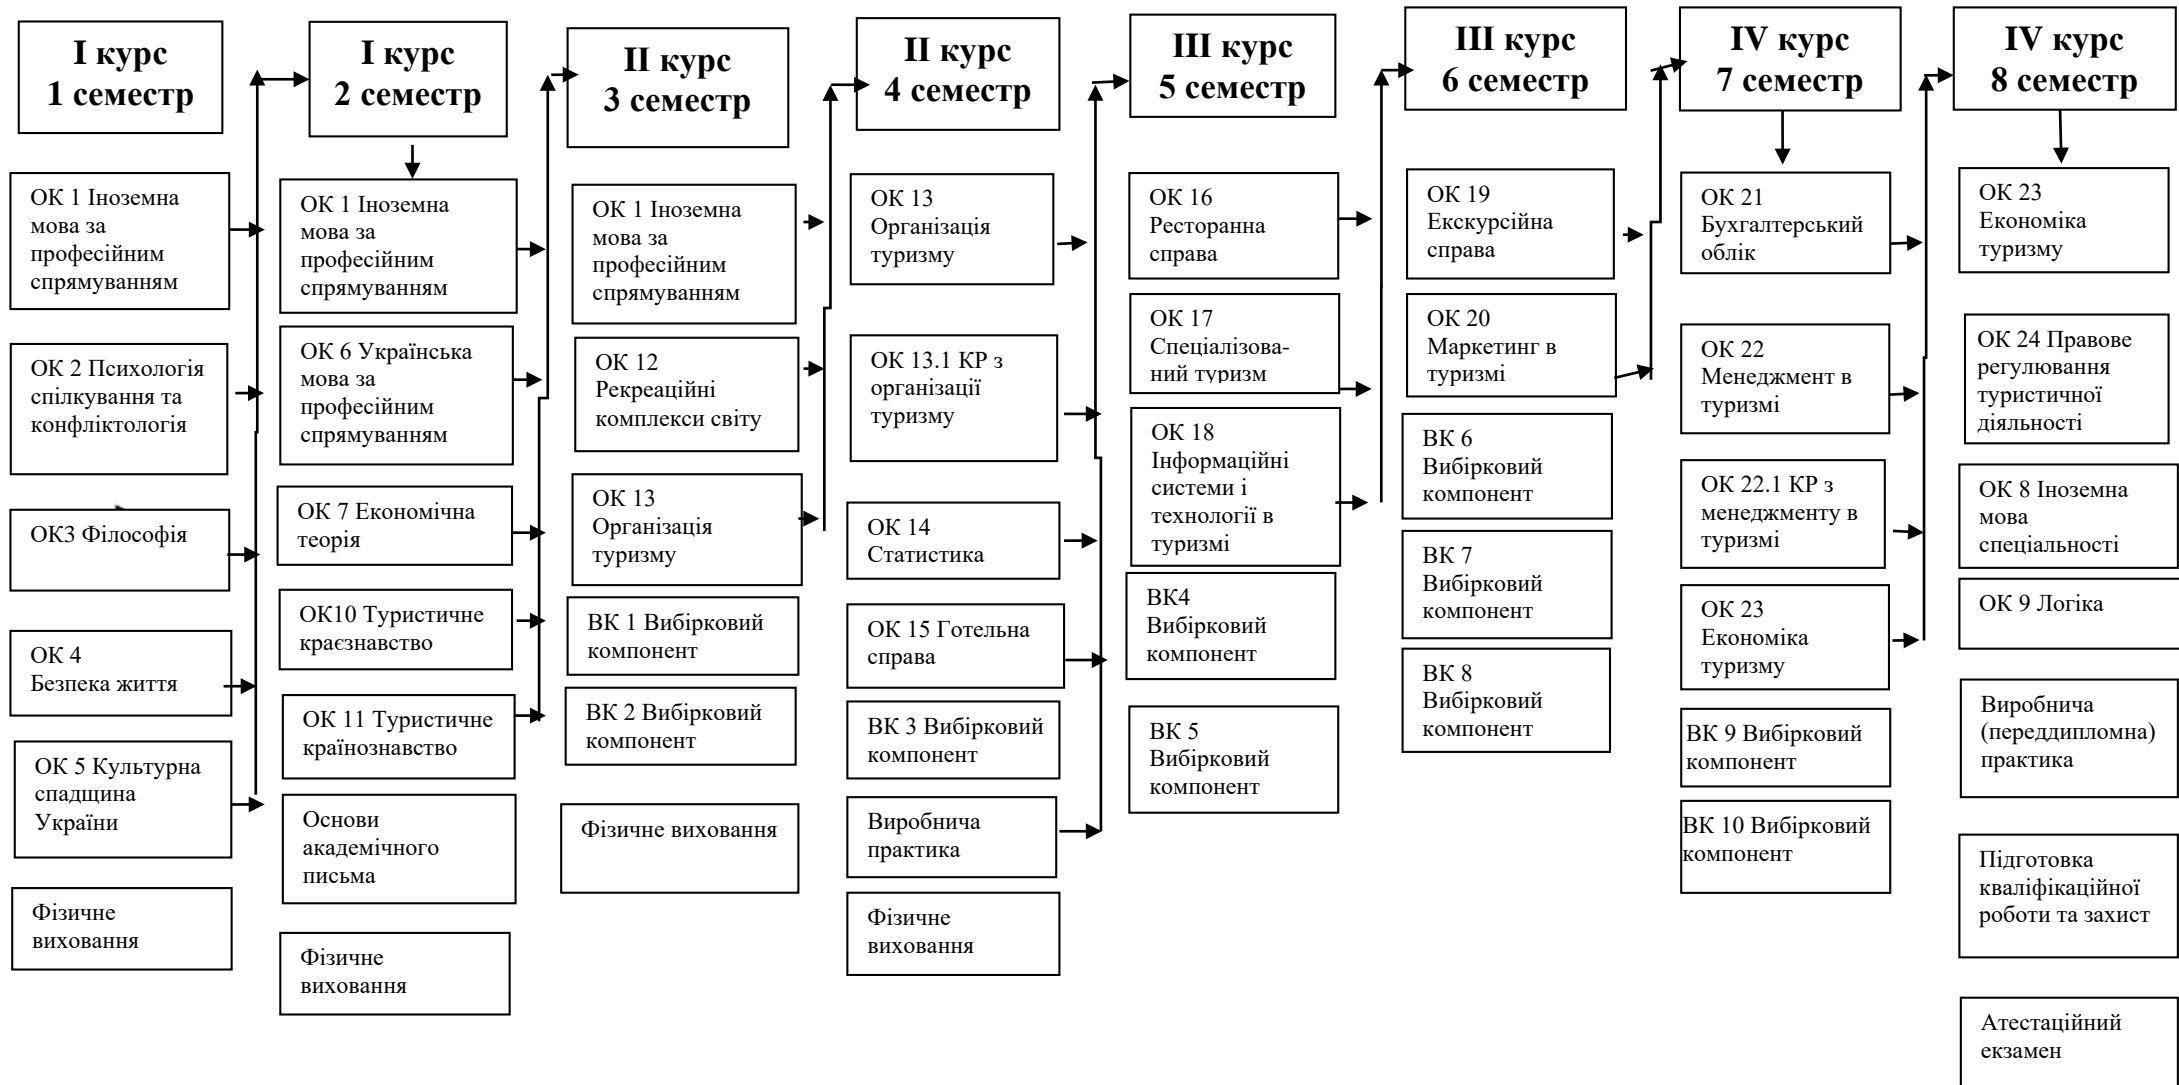 І курс
1 семестр
ОК 1 Іноземна
мова за
професійним
спрямуванням
ОК 2 Психологія
спілкування та
конфліктологія
ОК3 Філософія
ОК 4
Безпека життя
ОК 5 Культурна
спадщина
України
Фізичне
виховання
І курс
2 семестр
ОК 1 Іноземна
мова за
професійним
спрямуванням
ОК 6 Українська
мова за
професійним
спрямуванням
ОК 7 Економічна
теорія
ОК10 Туристичне
краєзнавство
ОК 11 Туристичне
країнознавство
Основи
академічного
письма
Фізичне
виховання
ІІ курс
3 семестр
ОК 1 Іноземна
мова за
професійним
спрямуванням
ОК 12
Рекреаційні
комплекси світу
ОК 13
Організація
туризму
ВК 1 Вибірковий
компонент
ВК 2 Вибірковий
компонент
Фізичне виховання
ІІ курс
4 семестр
ОК 13
Організація
туризму
ОК 13.1 КР з
організації
туризму
ОК 14
Статистика
ОК 15 Готельна
справа
ВК 3 Вибірковий
компонент
Виробнича
практика
Фізичне
виховання
ІІІ курс
5 семестр
ОК 16
Ресторанна
справа
ОК 17
Спеціалізова-
ний туризм
ОК 18
Інформаційні
системи і
технології в
туризмі
ВК4
Вибірковий
компонент
ВК 5
Вибірковий
компонент
ІІІ курс
6 семестр
ОК 19
Екскурсійна
справа
ОК 20
Маркетинг в
туризмі
ВК 6
Вибірковий
компонент
ВК 7
Вибірковий
компонент
ВК 8
Вибірковий
компонент
IV курс
7 семестр
ОК 21
Бухгалтерський
облік
ОК 22
Менеджмент в
туризмі
ОК 22.1 КР з
менеджменту в
туризмі
ОК 23
Економіка
туризму
ВК 9 Вибірковий
компонент
ВК 10 Вибірковий
компонент
IV курс
8 семестр
ОК 23
Економіка
туризму
ОК 24 Правове
регулювання
туристичної
діяльності
ОК 8 Іноземна
мова
спеціальності
ОК 9 Логіка
Виробнича
(переддипломна)
практика
Підготовка
кваліфікаційної
роботи та захист
Атестаційний
екзамен